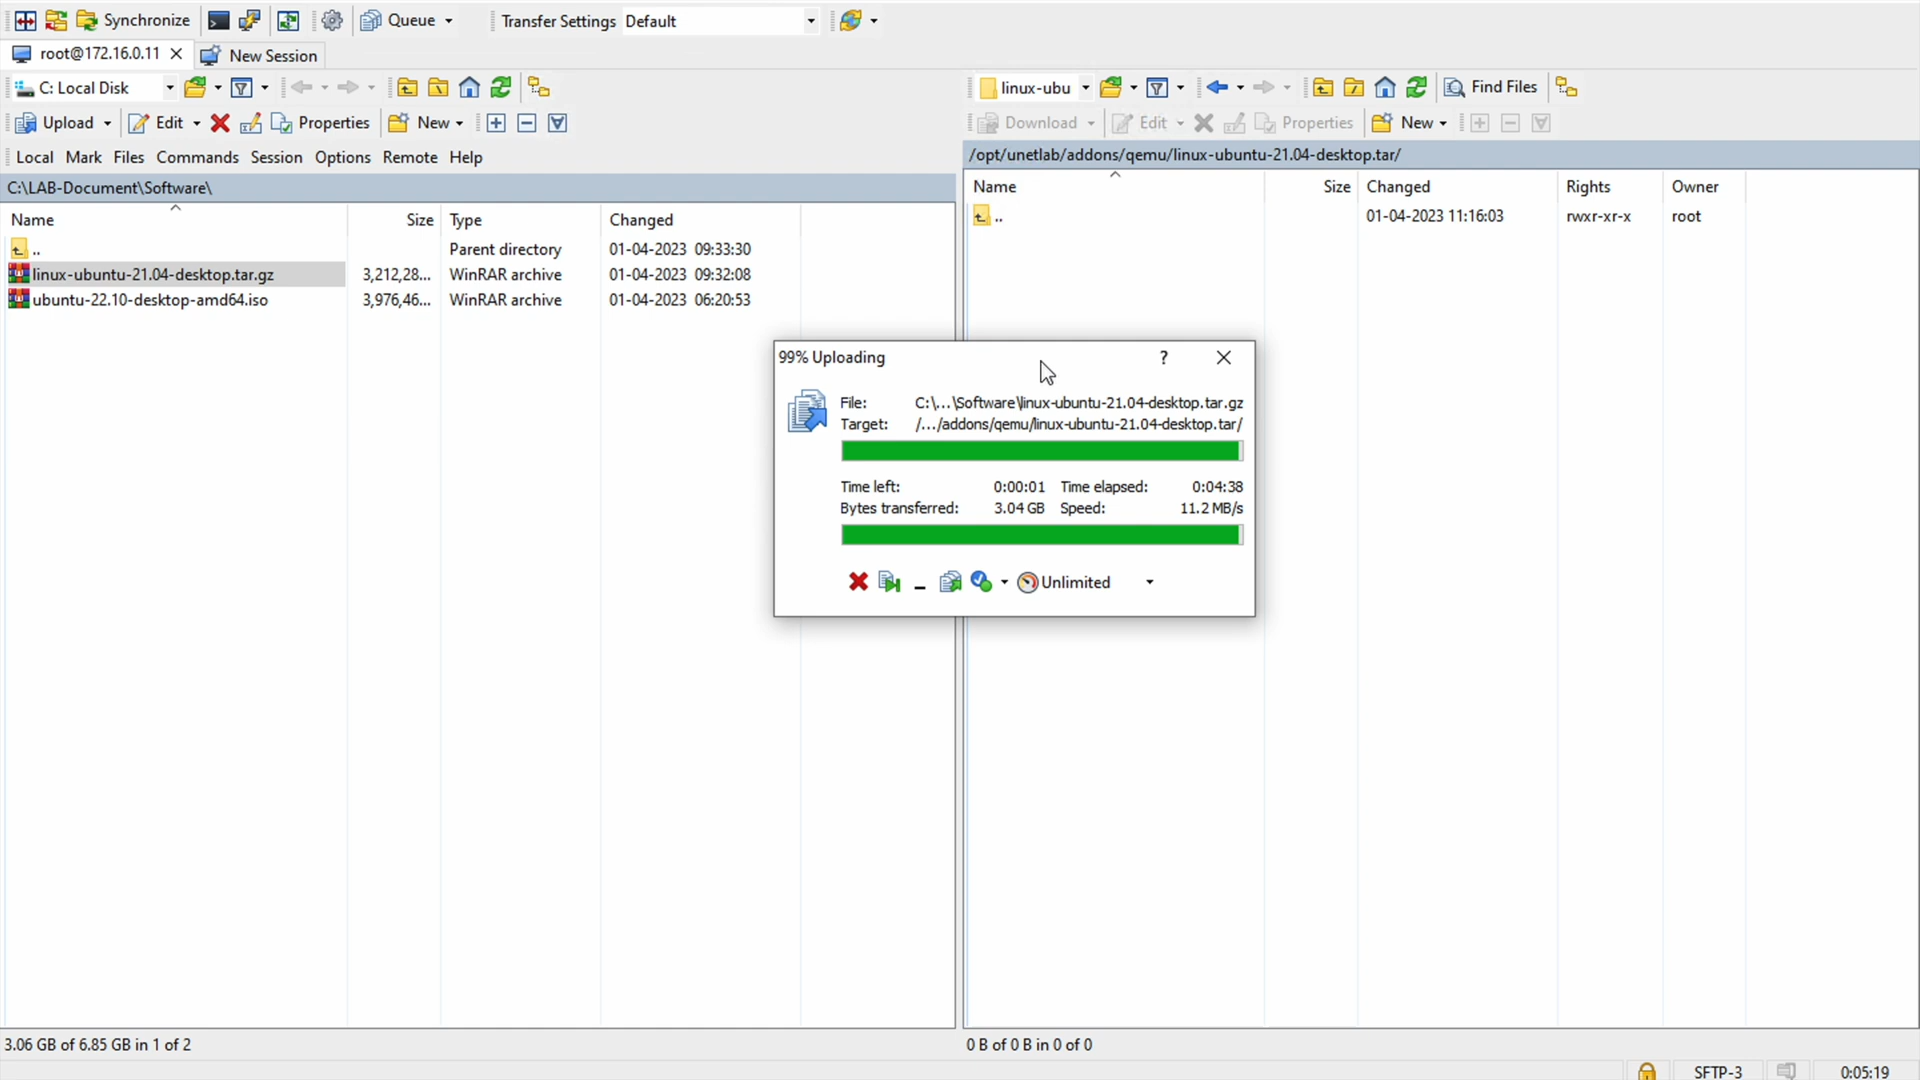 Synchronize Queue Transfer Settings Default
root@172.16.0.11 New Session
C: Local Disk linux-ubu Find Files
Upload Edit Properties New Download Edit Properties New
Local Mark Files Commands Session Options Remote Help
/opt/unetlab/addons/qemu/linux-ubuntu-21.04-desktop.tar/
C:\LAB-Document\Software\
Name Size Changed Rights Owner
.. 01-04-2023 11:16:03 rwxr-xr-x root
Name Size Type Changed
.. Parent directory 01-04-2023 09:33:30
linux-ubuntu-21.04-desktop.tar.gz 3,212,28... WinRAR archive 01-04-2023 09:32:08
ubuntu-22.10-desktop-amd64.iso 3,976,46... WinRAR archive 01-04-2023 06:20:53
99% Uploading ?
File: C:\...\Software\linux-ubuntu-21.04-desktop.tar.gz
Target: /.../addons/qemu/linux-ubuntu-21.04-desktop.tar/
Time left: 0:00:01 Time elapsed: 0:04:38
Bytes transferred: 3.04 GB Speed: 11.2 MB/s
Unlimited
3.06 GB of 6.85 GB in 1 of 2
0 B of 0 B in 0 of 0
SFTP-3 0:05:19